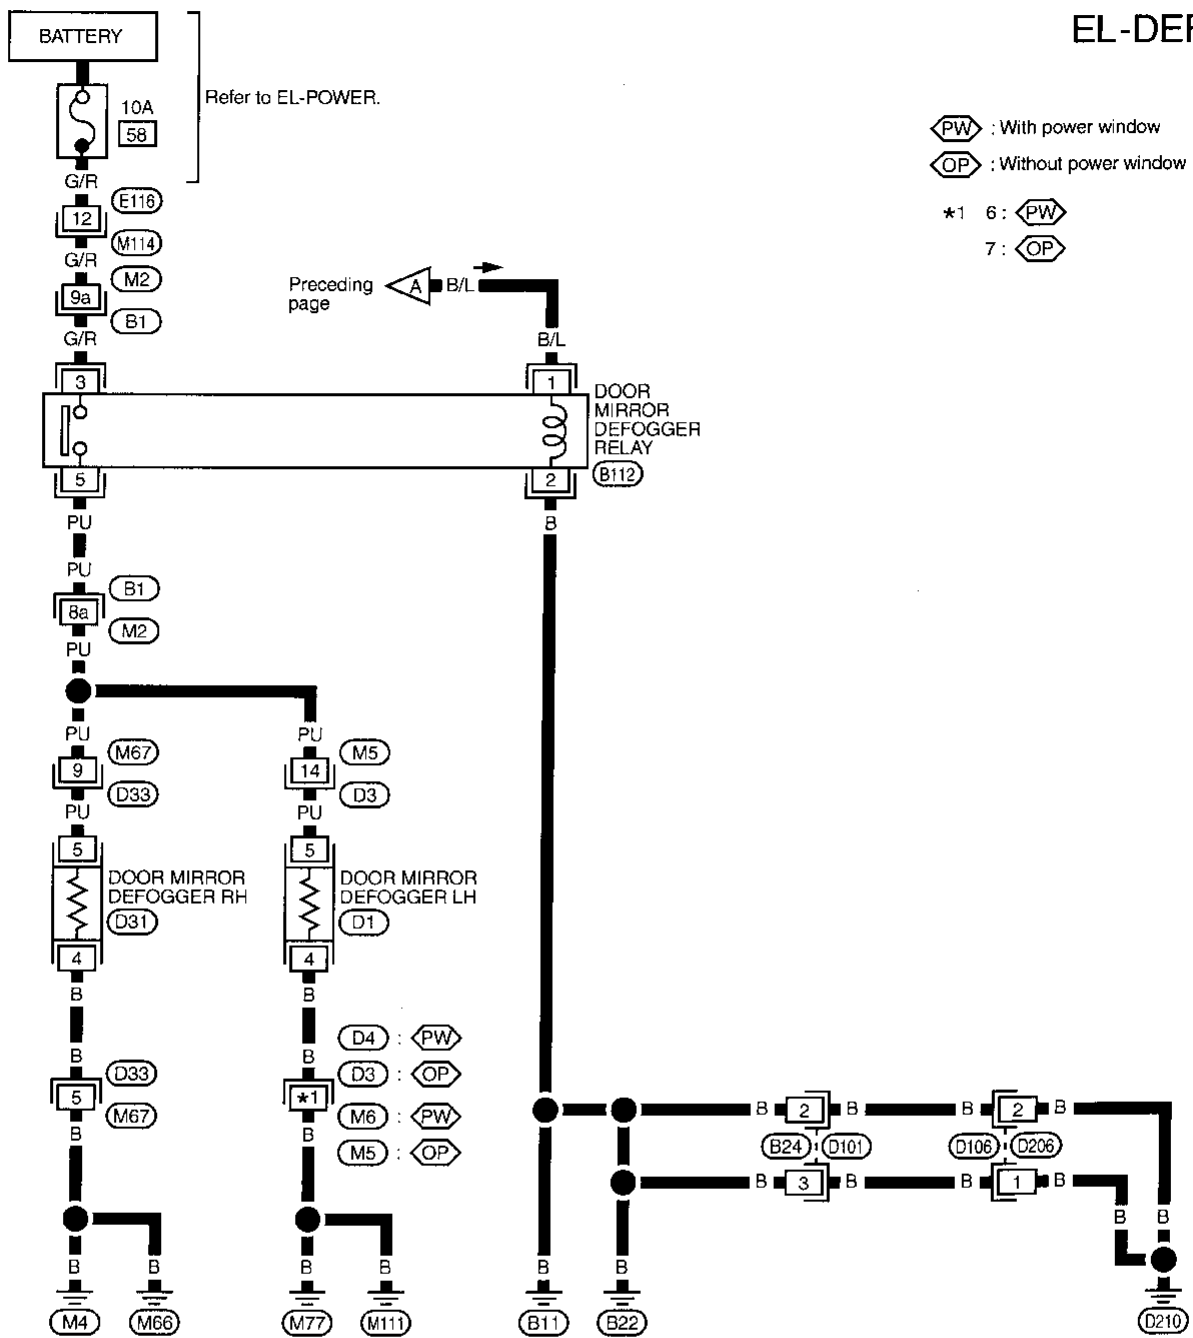 EL-DEF
BATTERY
10A
58
Refer to EL-POWER.
PW : With power window
OP : Without power window
★1 6 : PW
7 : OP
G/R
12
E116
M114
G/R
9a
M2
B1
G/R
Preceding
page
A
B/L
B/L
3
1
DOOR
MIRROR
DEFOGGER
RELAY
B112
5
2
PU
B
PU
8a
B1
M2
PU
PU
9
M67
D33
PU
PU
14
M5
D3
PU
5
DOOR MIRROR
DEFOGGER RH
D31
4
5
DOOR MIRROR
DEFOGGER LH
D1
4
B
B
5
D33
M67
B
B
B
★1
D4 : PW
D3 : OP
M6 : PW
M5 : OP
B
B 2 B
B 2 B
B24 D101
D106 D206
B 3 B
B 1 B
B
B
B
B
B
B
B
B
M4
M66
M77
M111
B11
B22
D210